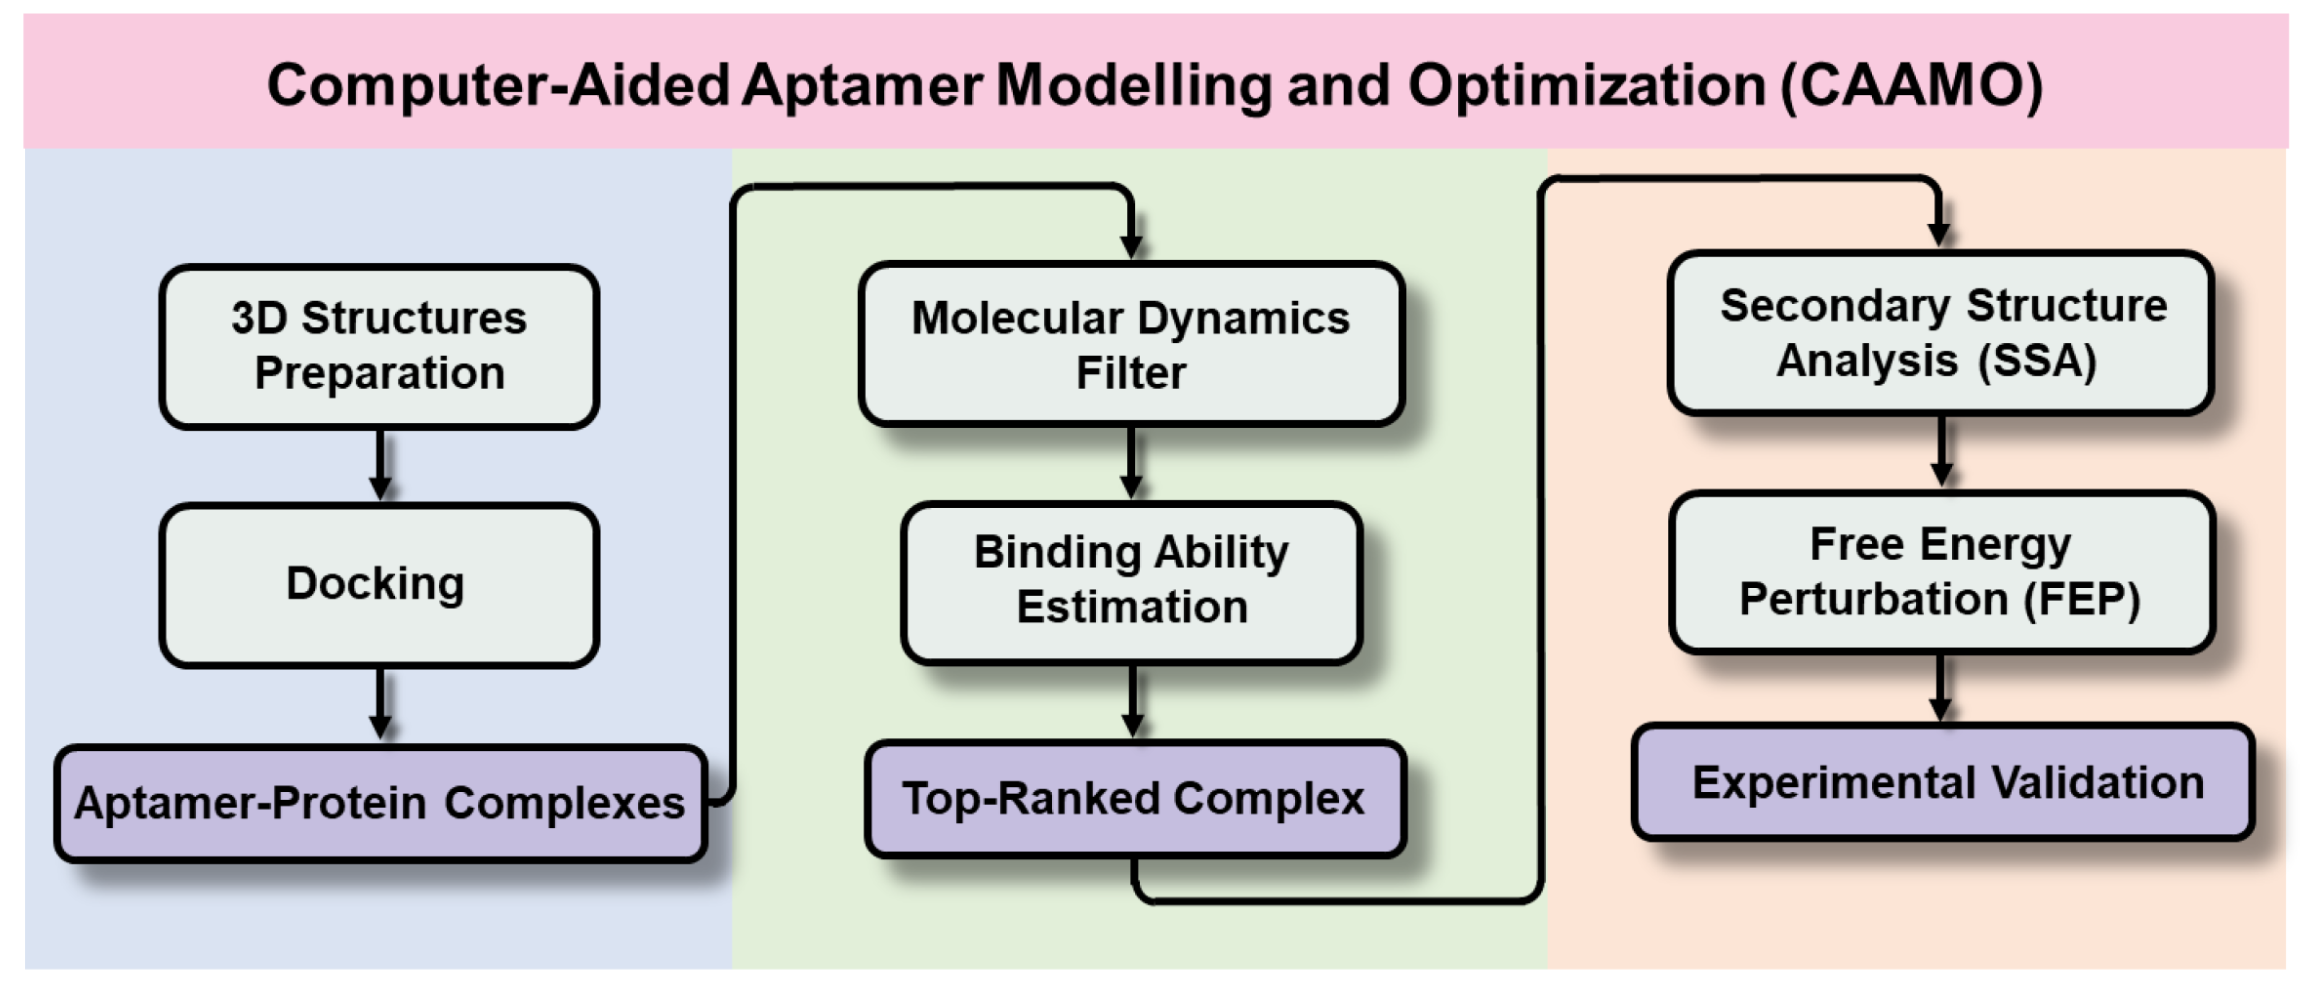 Computer-Aided Aptamer Modelling and Optimization (CAAMO)
3D Structures
Preparation
Docking
Aptamer-Protein Complexes
Molecular Dynamics
Filter
Binding Ability
Estimation
Top-Ranked Complex
Secondary Structure
Analysis (SSA)
Free Energy
Perturbation (FEP)
Experimental Validation